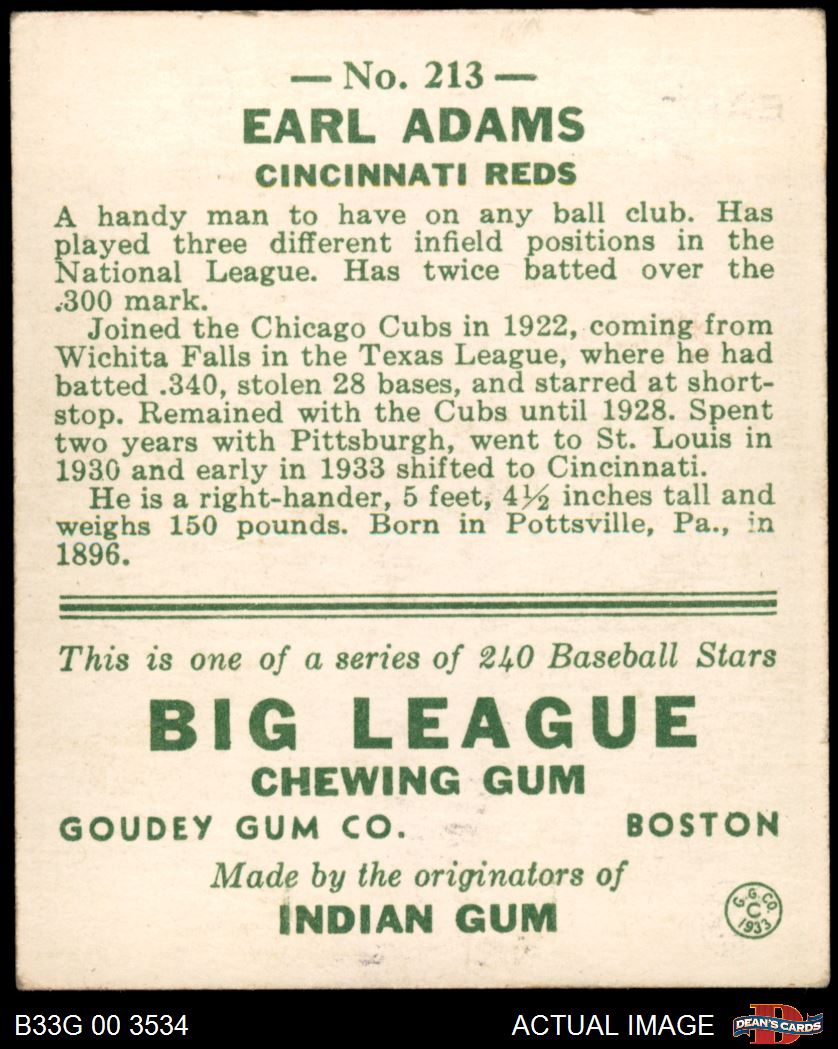 — No. 213 —
EARL ADAMS
CINCINNATI REDS
A handy man to have on any ball club. Has
played three different infield positions in the
National League. Has twice batted over the
.300 mark.
Joined the Chicago Cubs in 1922, coming from
Wichita Falls in the Texas League, where he had
batted .340, stolen 28 bases, and starred at short-
stop. Remained with the Cubs until 1928. Spent
two years with Pittsburgh, went to St. Louis in
1930 and early in 1933 shifted to Cincinnati.
He is a right-hander, 5 feet, 4½ inches tall and
weighs 150 pounds. Born in Pottsville, Pa., in
1896.
This is one of a series of 240 Baseball Stars
BIG LEAGUE
CHEWING GUM
GOUDEY GUM CO. BOSTON
Made by the originators of
INDIAN GUM
G.G.CO.
C
1933
B33G 00 3534 ACTUAL IMAGE D DEAN'S CARDS